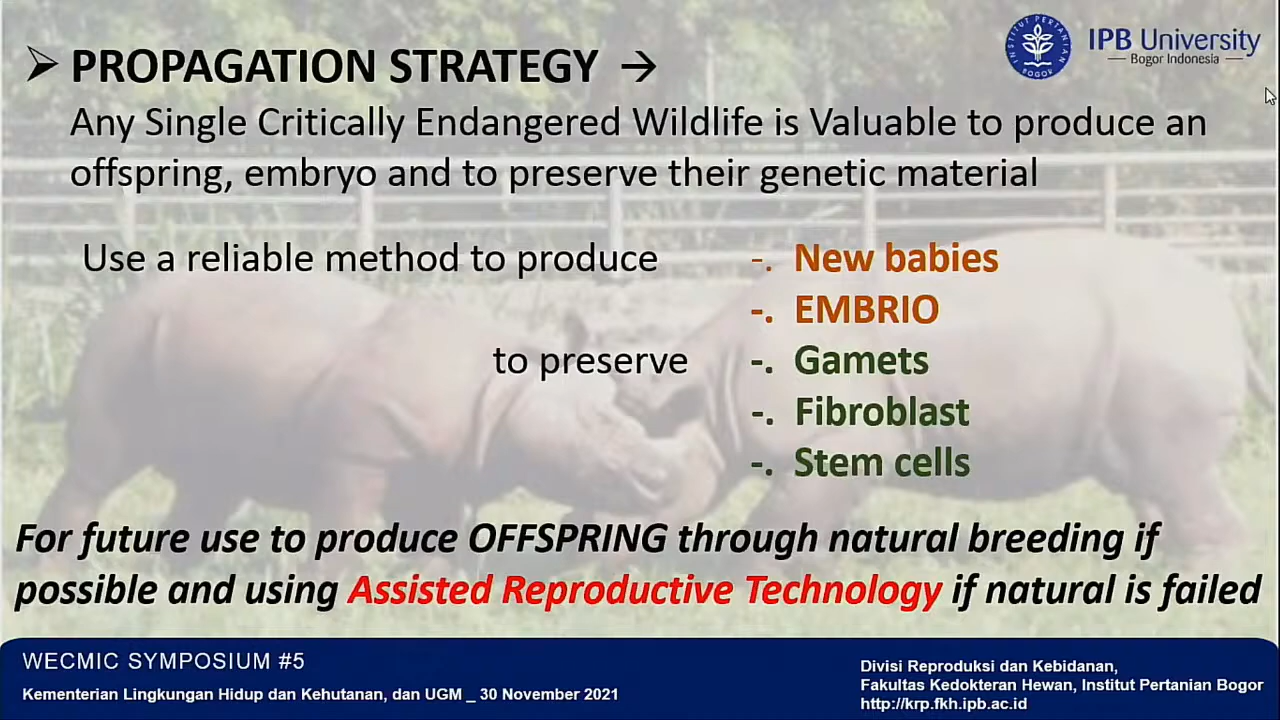 ➢ PROPAGATION STRATEGY →
INSTITUT PERTANIAN BOGOR
IPB University
Bogor Indonesia
Any Single Critically Endangered Wildlife is Valuable to produce an
offspring, embryo and to preserve their genetic material
Use a reliable method to produce -. New babies
-. EMBRIO
to preserve -. Gamets
-. Fibroblast
-. Stem cells
For future use to produce OFFSPRING through natural breeding if
possible and using Assisted Reproductive Technology if natural is failed
WECMIC SYMPOSIUM #5
Kementerian Lingkungan Hidup dan Kehutanan, dan UGM _ 30 November 2021
Divisi Reproduksi dan Kebidanan,
Fakultas Kedokteran Hewan, Institut Pertanian Bogor
http://krp.fkh.ipb.ac.id